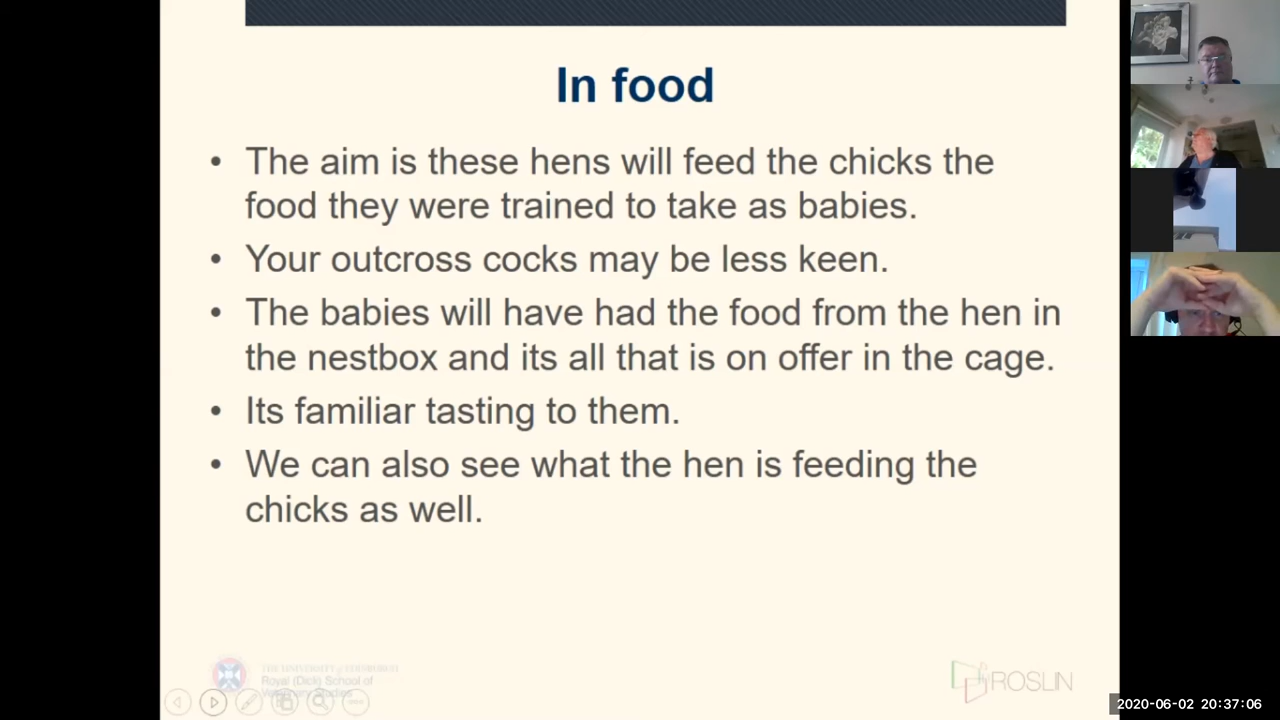 In food
• The aim is these hens will feed the chicks the
food they were trained to take as babies.
• Your outcross cocks may be less keen.
• The babies will have had the food from the hen in
the nestbox and its all that is on offer in the cage.
• Its familiar tasting to them.
• We can also see what the hen is feeding the
chicks as well.
THE UNIVERSITY of EDINBURGH
Royal (Dick) School of
Veterinary Studies
ROSLIN
2020-06-02 20:37:06